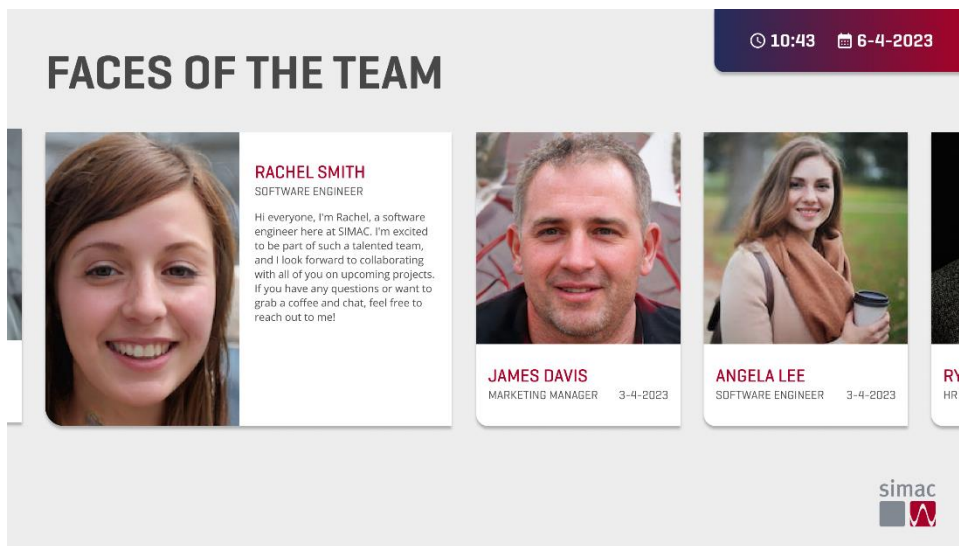 10:43 6-4-2023
FACES OF THE TEAM
RACHEL SMITH
SOFTWARE ENGINEER
Hi everyone, I'm Rachel, a software
engineer here at SIMAC. I'm excited
to be part of such a talented team,
and I look forward to collaborating
with all of you on upcoming projects.
If you have any questions or want to
grab a coffee and chat, feel free to
reach out to me!
JAMES DAVIS
MARKETING MANAGER 3-4-2023
ANGELA LEE
SOFTWARE ENGINEER 3-4-2023
RY
HR
simac